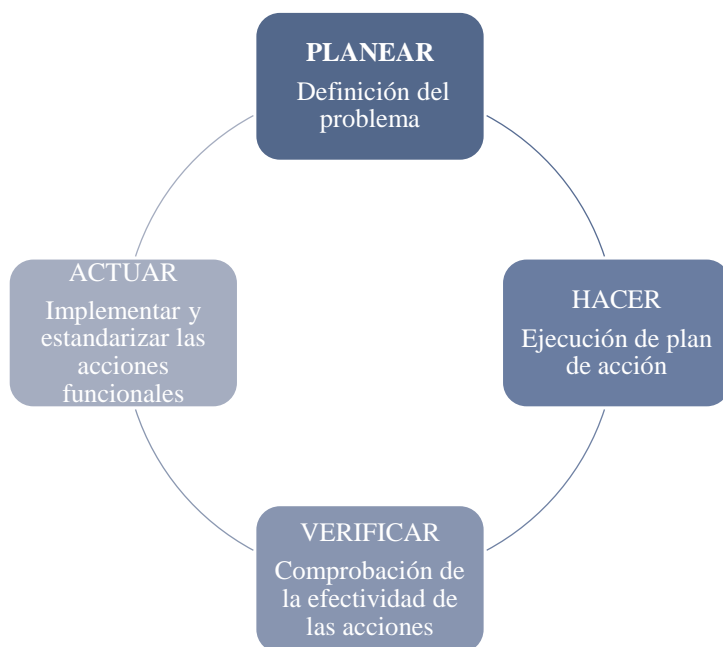 PLANEAR
Definición del
problema
HACER
Ejecución de plan
de acción
VERIFICAR
Comprobación de
la efectividad de
las acciones
ACTUAR
Implementar y
estandarizar las
acciones
funcionales